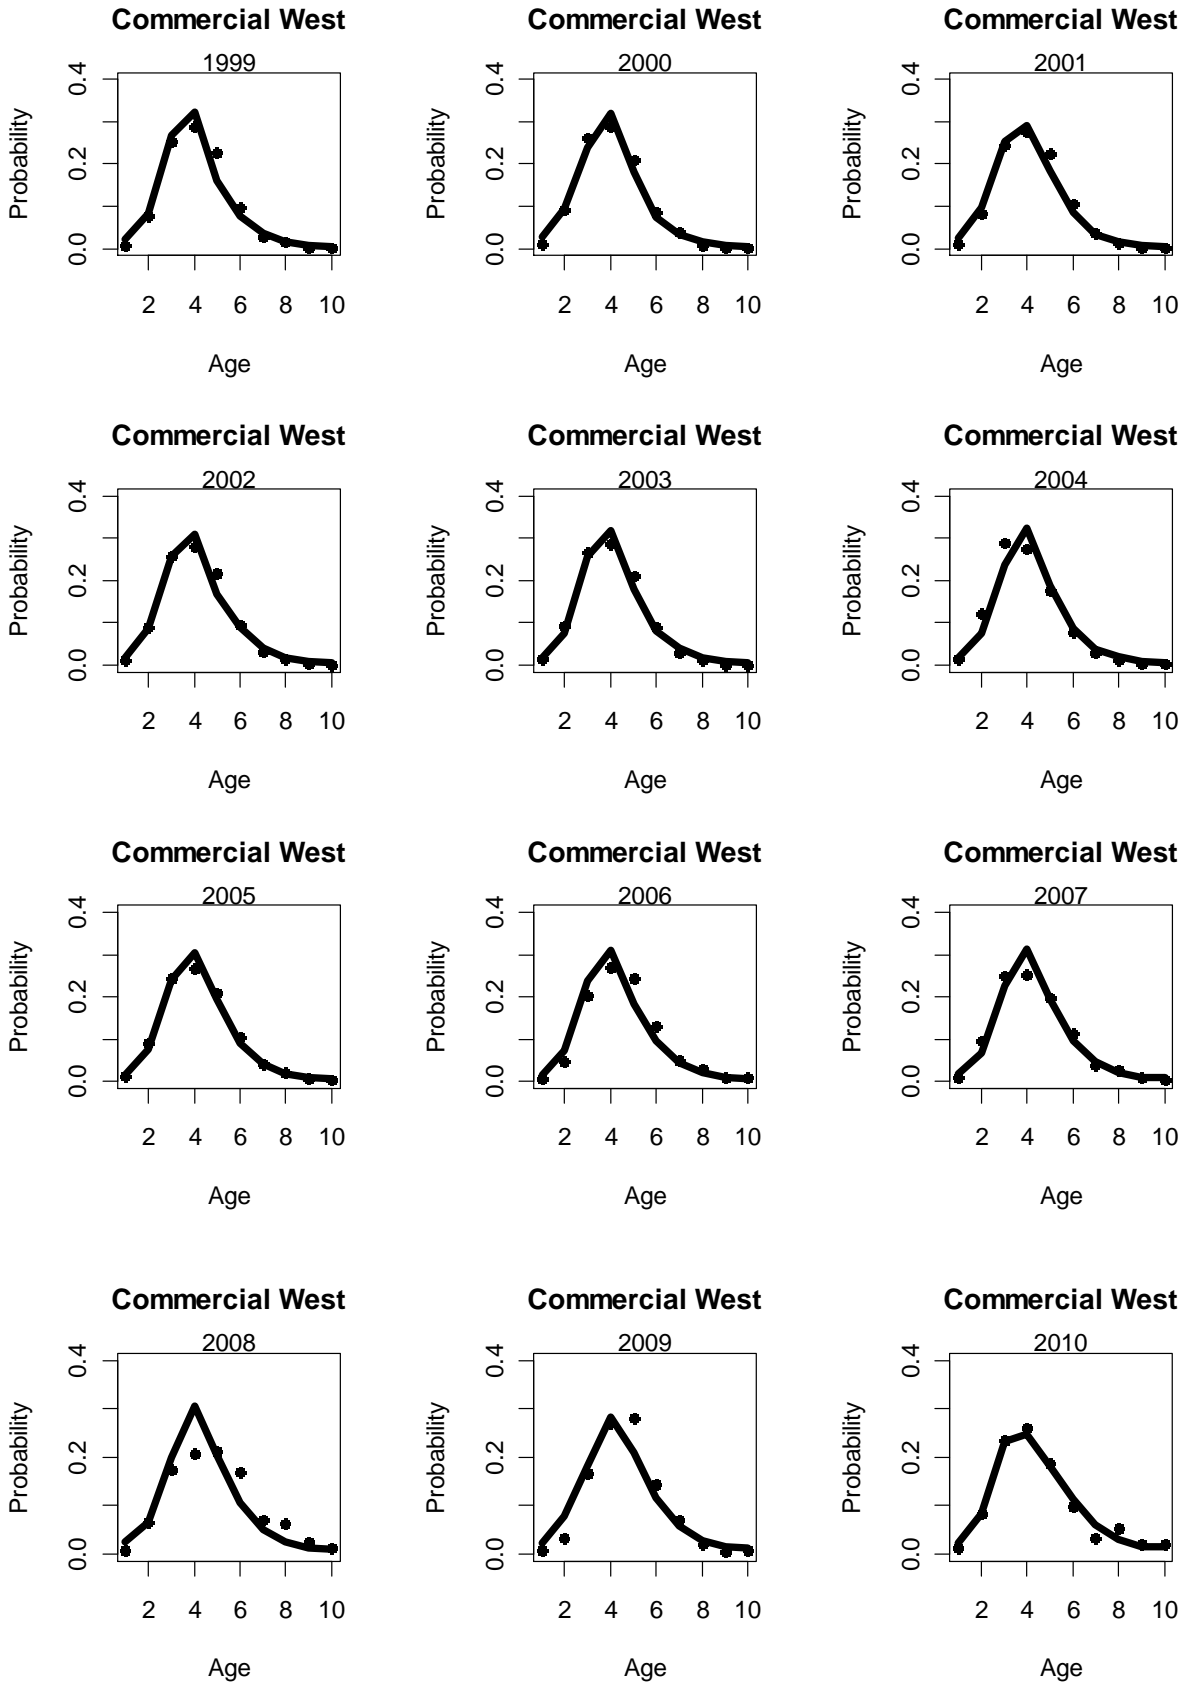 Commercial West Commercial West Commercial West
1999 2000 2001
Probability Probability Probability
0.4 0.4 0.4
0.2 0.2 0.2
0.0 0.0 0.0
2 4 6 8 10 2 4 6 8 10 2 4 6 8 10
Age Age Age
Commercial West Commercial West Commercial West
2002 2003 2004
Probability Probability Probability
0.4 0.4 0.4
0.2 0.2 0.2
0.0 0.0 0.0
2 4 6 8 10 2 4 6 8 10 2 4 6 8 10
Age Age Age
Commercial West Commercial West Commercial West
2005 2006 2007
Probability Probability Probability
0.4 0.4 0.4
0.2 0.2 0.2
0.0 0.0 0.0
2 4 6 8 10 2 4 6 8 10 2 4 6 8 10
Age Age Age
Commercial West Commercial West Commercial West
2008 2009 2010
Probability Probability Probability
0.4 0.4 0.4
0.2 0.2 0.2
0.0 0.0 0.0
2 4 6 8 10 2 4 6 8 10 2 4 6 8 10
Age Age Age